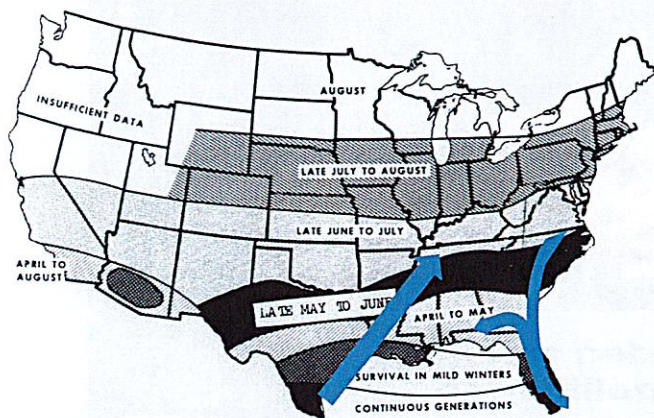 AUGUST
INSUFFICIENT DATA
LATE JULY TO AUGUST
LATE JUNE TO JULY
APRIL TO
AUGUST
LATE MAY TO JUNE
APRIL TO MAY
SURVIVAL IN MILD WINTERS
CONTINUOUS GENERATIONS